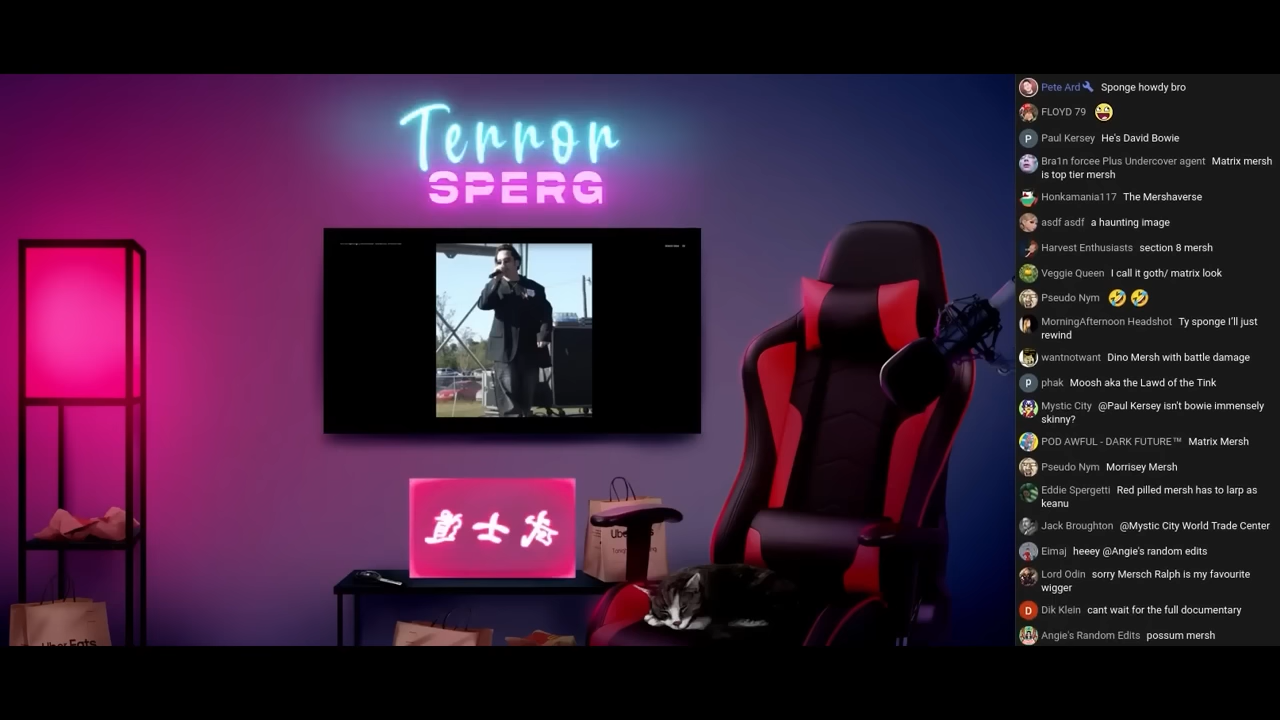 Terror
SPERG
道士武
Uber
Uber Eats
Pete Ard Sponge howdy bro
FLOYD 79 😆
P Paul Kersey He's David Bowie
Bra1n forcee Plus Undercover agent Matrix mersh
is top tier mersh
Honkamania117 The Mershaverse
asdf asdf a haunting image
Harvest Enthusiasts section 8 mersh
Veggie Queen I call it goth/ matrix look
Pseudo Nym 🤣 🤣
MorningAfternoon Headshot Ty sponge I'll just
rewind
wantnotwant Dino Mersh with battle damage
p phak Moosh aka the Lawd of the Tink
Mystic City @Paul Kersey isn't bowie immensely
skinny?
POD AWFUL - DARK FUTURE™ Matrix Mersh
Pseudo Nym Morrisey Mersh
Eddie Spergetti Red pilled mersh has to larp as
keanu
Jack Broughton @Mystic City World Trade Center
Eimaj heeey @Angie's random edits
Lord Odin sorry Mersch Ralph is my favourite
wigger
D Dik Klein cant wait for the full documentary
Angie's Random Edits possum mersh